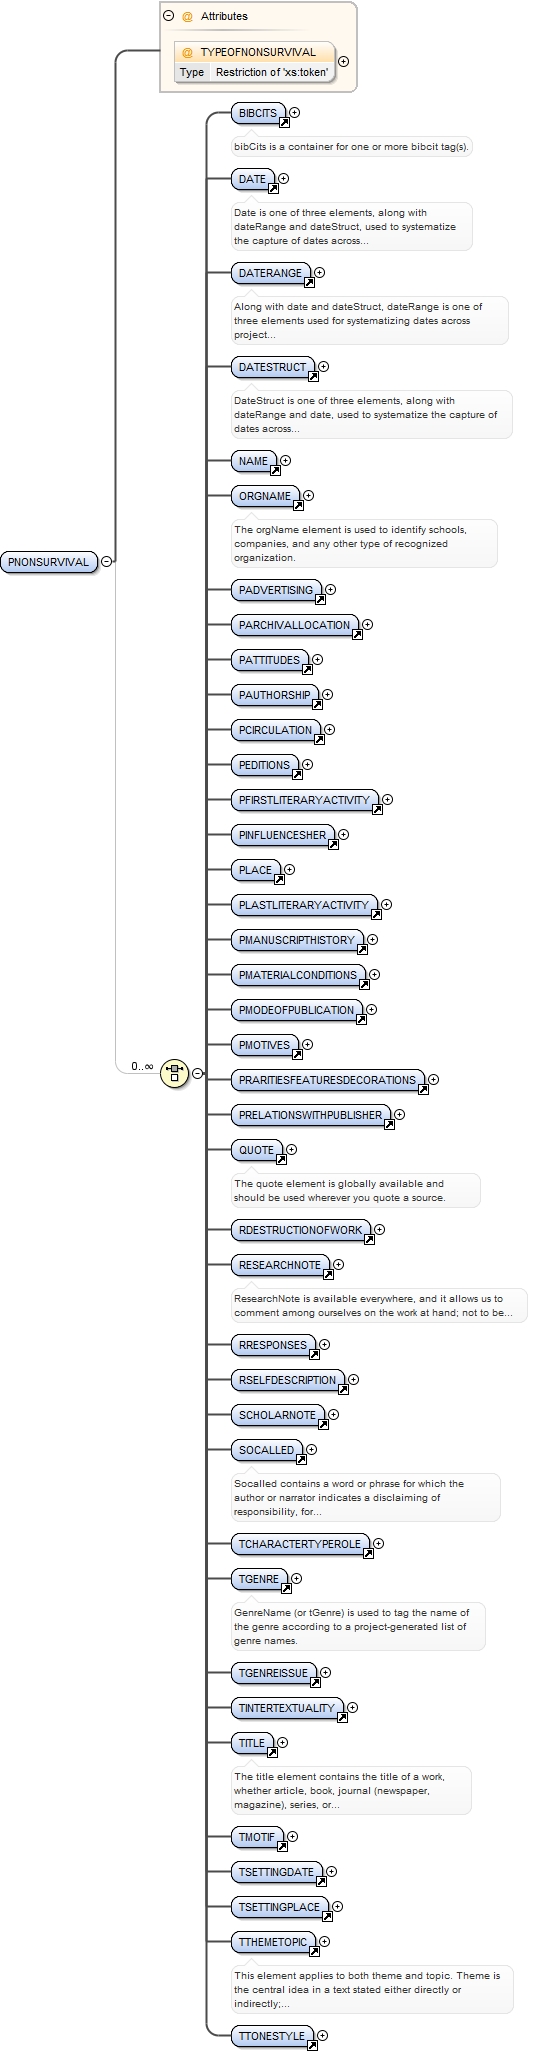 Attributes
@ TYPEOFNONSURVIVAL
Type Restriction of 'xs:token'
BIBCITS
bibCits is a container for one or more bibcit tag(s).
DATE
Date is one of three elements, along with
dateRange and dateStruct, used to systematize
the capture of dates across...
DATERANGE
Along with date and dateStruct, dateRange is one of
three elements used for systematizing dates across
project...
DATESTRUCT
DateStruct is one of three elements, along with
dateRange and date, used to systematize the capture of
dates across...
NAME
ORGNAME
The orgName element is used to identify schools,
companies, and any other type of recognized
organization.
PNONSURVIVAL
PADVERTISING
PARCHIVALLOCATION
PATTITUDES
PAUTHORSHIP
PCIRCULATION
PEDITIONS
PFIRSTLITERARYACTIVITY
PINFLUENCESHER
PLACE
PLASTLITERARYACTIVITY
PMANUSCRIPTHISTORY
PMATERIALCONDITIONS
PMODEOFPUBLICATION
PMOTIVES
0..∞
PRARITIESFEATURESDECORATIONS
PRELATIONSWITHPUBLISHER
QUOTE
The quote element is globally available and
should be used wherever you quote a source.
RDESTRUCTIONOFWORK
RESEARCHNOTE
ResearchNote is available everywhere, and it allows us to
comment among ourselves on the work at hand; not to be...
RRESPONSES
RSELFDESCRIPTION
SCHOLARNOTE
SOCALLED
Socalled contains a word or phrase for which the
author or narrator indicates a disclaiming of
responsibility, for...
TCHARACTERTYPEROLE
TGENRE
GenreName (or tGenre) is used to tag the name of
the genre according to a project-generated list of
genre names.
TGENREISSUE
TINTERTEXTUALITY
TITLE
The title element contains the title of a work,
whether article, book, journal (newspaper,
magazine), series, or...
TMOTIF
TSETTINGDATE
TSETTINGPLACE
TTHEMETOPIC
This element applies to both theme and topic. Theme is
the central idea in a text stated either directly or
indirectly;...
TTONESTYLE